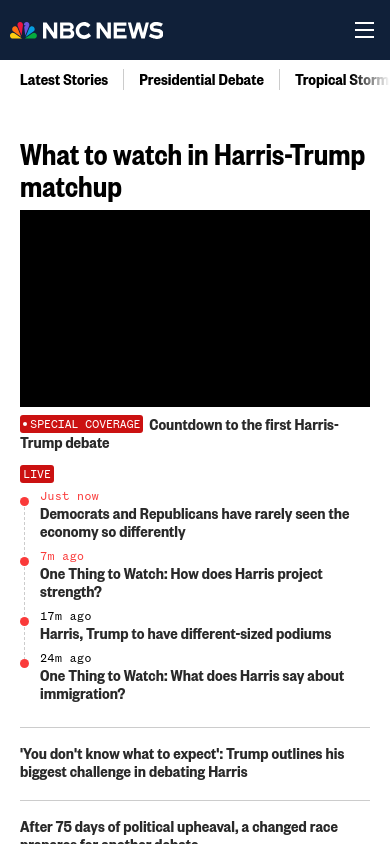 NBC NEWS
Latest Stories
Presidential Debate
Tropical Storm
What to watch in Harris-Trump
matchup
SPECIAL COVERAGE Countdown to the first Harris-
Trump debate
LIVE
Just now
Democrats and Republicans have rarely seen the
economy so differently
7m ago
One Thing to Watch: How does Harris project
strength?
17m ago
Harris, Trump to have different-sized podiums
24m ago
One Thing to Watch: What does Harris say about
immigration?
'You don't know what to expect': Trump outlines his
biggest challenge in debating Harris
After 75 days of political upheaval, a changed race
prepares for another debate